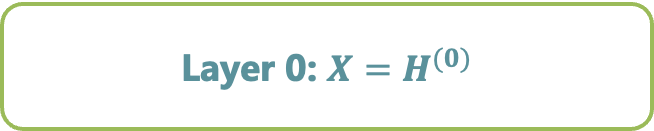 Layer 0: X = H^(0)